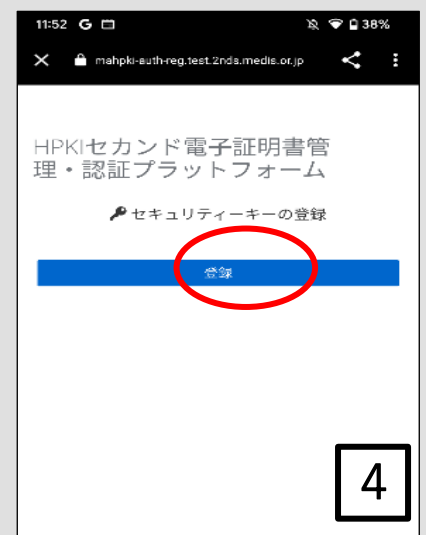 11:52 G 38%
mahpki-auth-reg.test.2nds.medis.or.jp
HPKIセカンド電子証明書管
理・認証プラットフォーム
セキュリティーキーの登録
登録
4